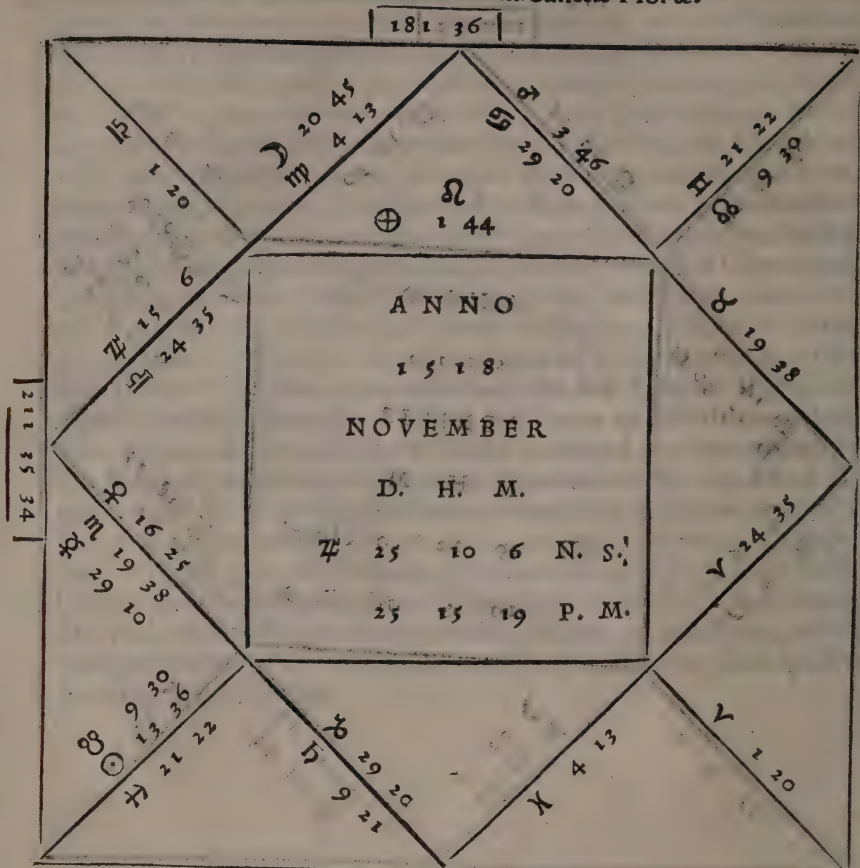 181 36
♎ 1 20
☽ 20 45
♍ 4 13
♂ 3 46
♋ 29 20
♊ 21 22
☊ 9 30
♌
⊕ 1 44
♃ 15 6
♎ 24 35
♉ 19 38
ANNO
1518
NOVEMBER
D. H. M.
♃ 25 10 6 N. S.
25 15 19 P. M.
211 35 34
♀ 16 25
♏ 19 38
☿ 29 10
♈ 24 35
☋ 9 30
☉ 13 36
♐ 21 22
♑ 29 20
♄ 9 21
♓ 4 13
♈ 1 20